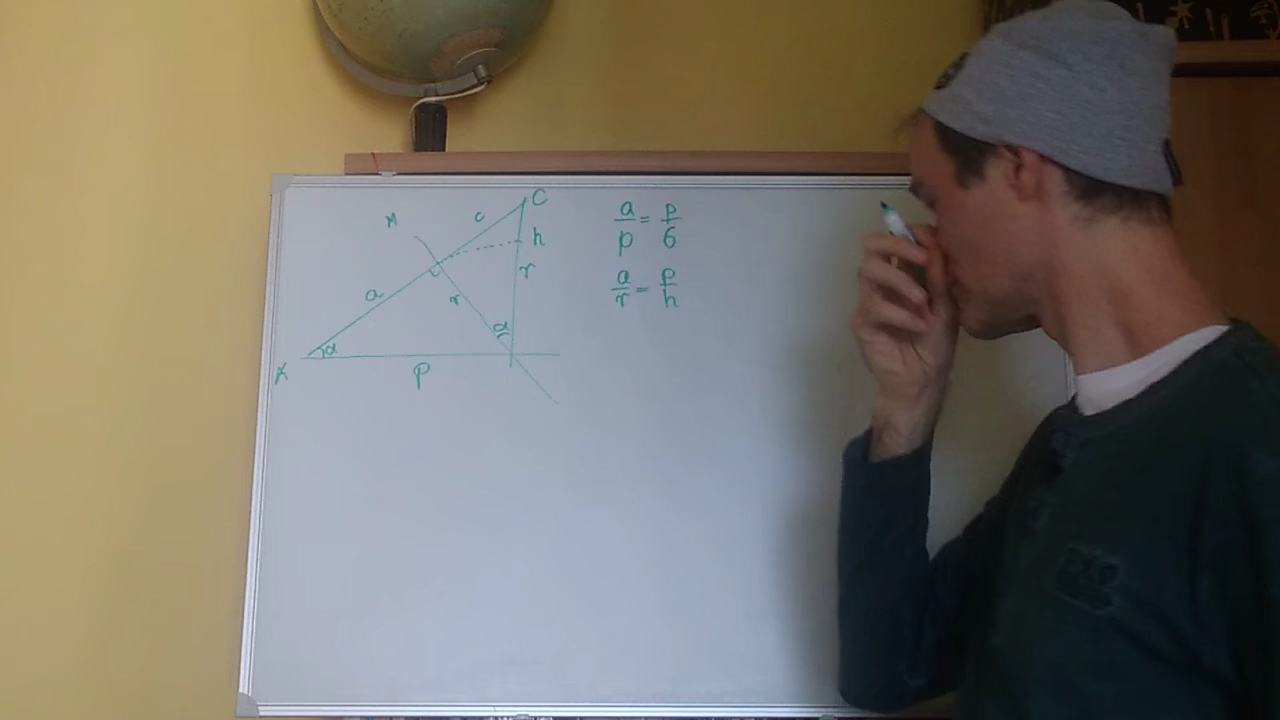 M
c
C
h
a
r
r
α
α
A
p
a/p = p/6
a/r = p/h